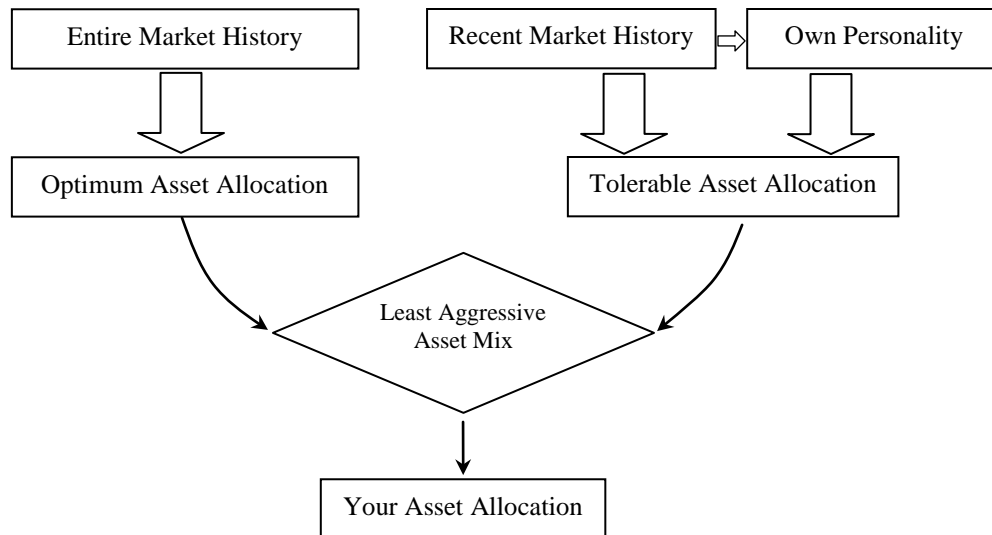 Entire Market History
Recent Market History
Own Personality
Optimum Asset Allocation
Tolerable Asset Allocation
Least Aggressive
Asset Mix
Your Asset Allocation